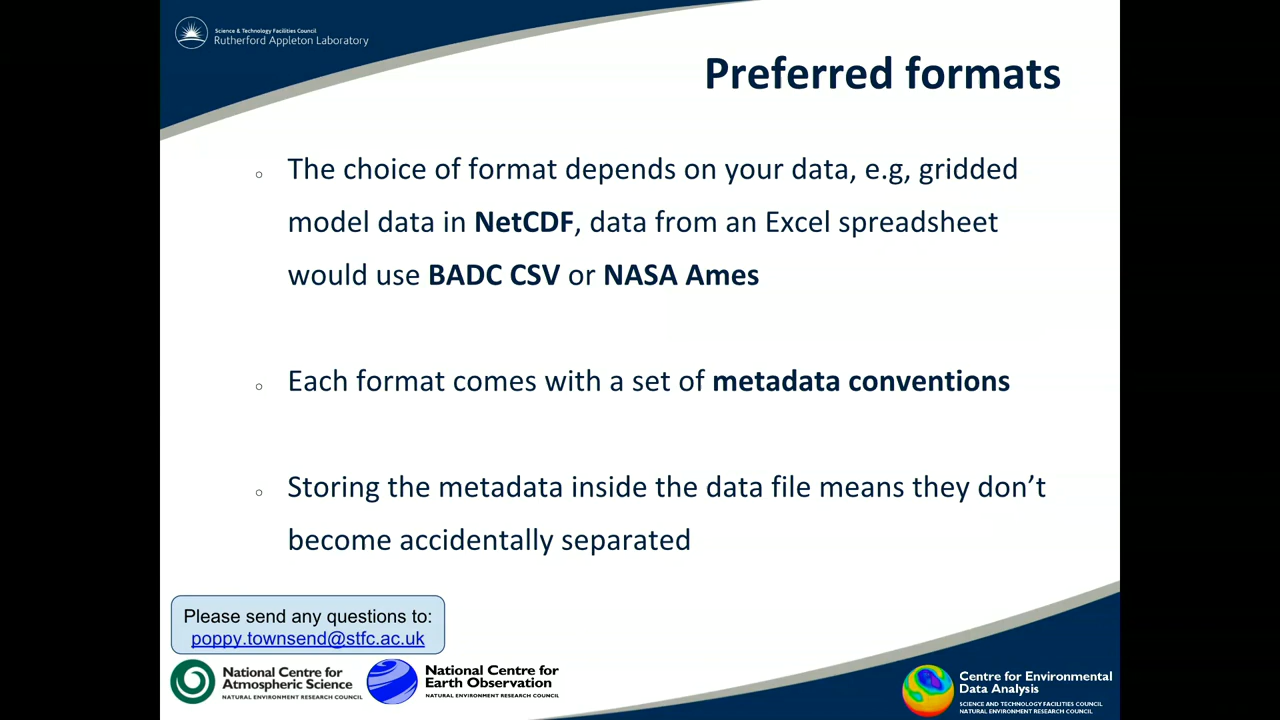 Science & Technology Facilities Council
Rutherford Appleton Laboratory
Preferred formats
The choice of format depends on your data, e.g, gridded
model data in NetCDF, data from an Excel spreadsheet
would use BADC CSV or NASA Ames
Each format comes with a set of metadata conventions
Storing the metadata inside the data file means they don’t
become accidentally separated
Please send any questions to:
poppy.townsend@stfc.ac.uk
National Centre for
Atmospheric Science
NATURAL ENVIRONMENT RESEARCH COUNCIL
National Centre for
Earth Observation
NATURAL ENVIRONMENT RESEARCH COUNCIL
Centre for Environmental
Data Analysis
SCIENCE AND TECHNOLOGY FACILITIES COUNCIL
NATURAL ENVIRONMENT RESEARCH COUNCIL